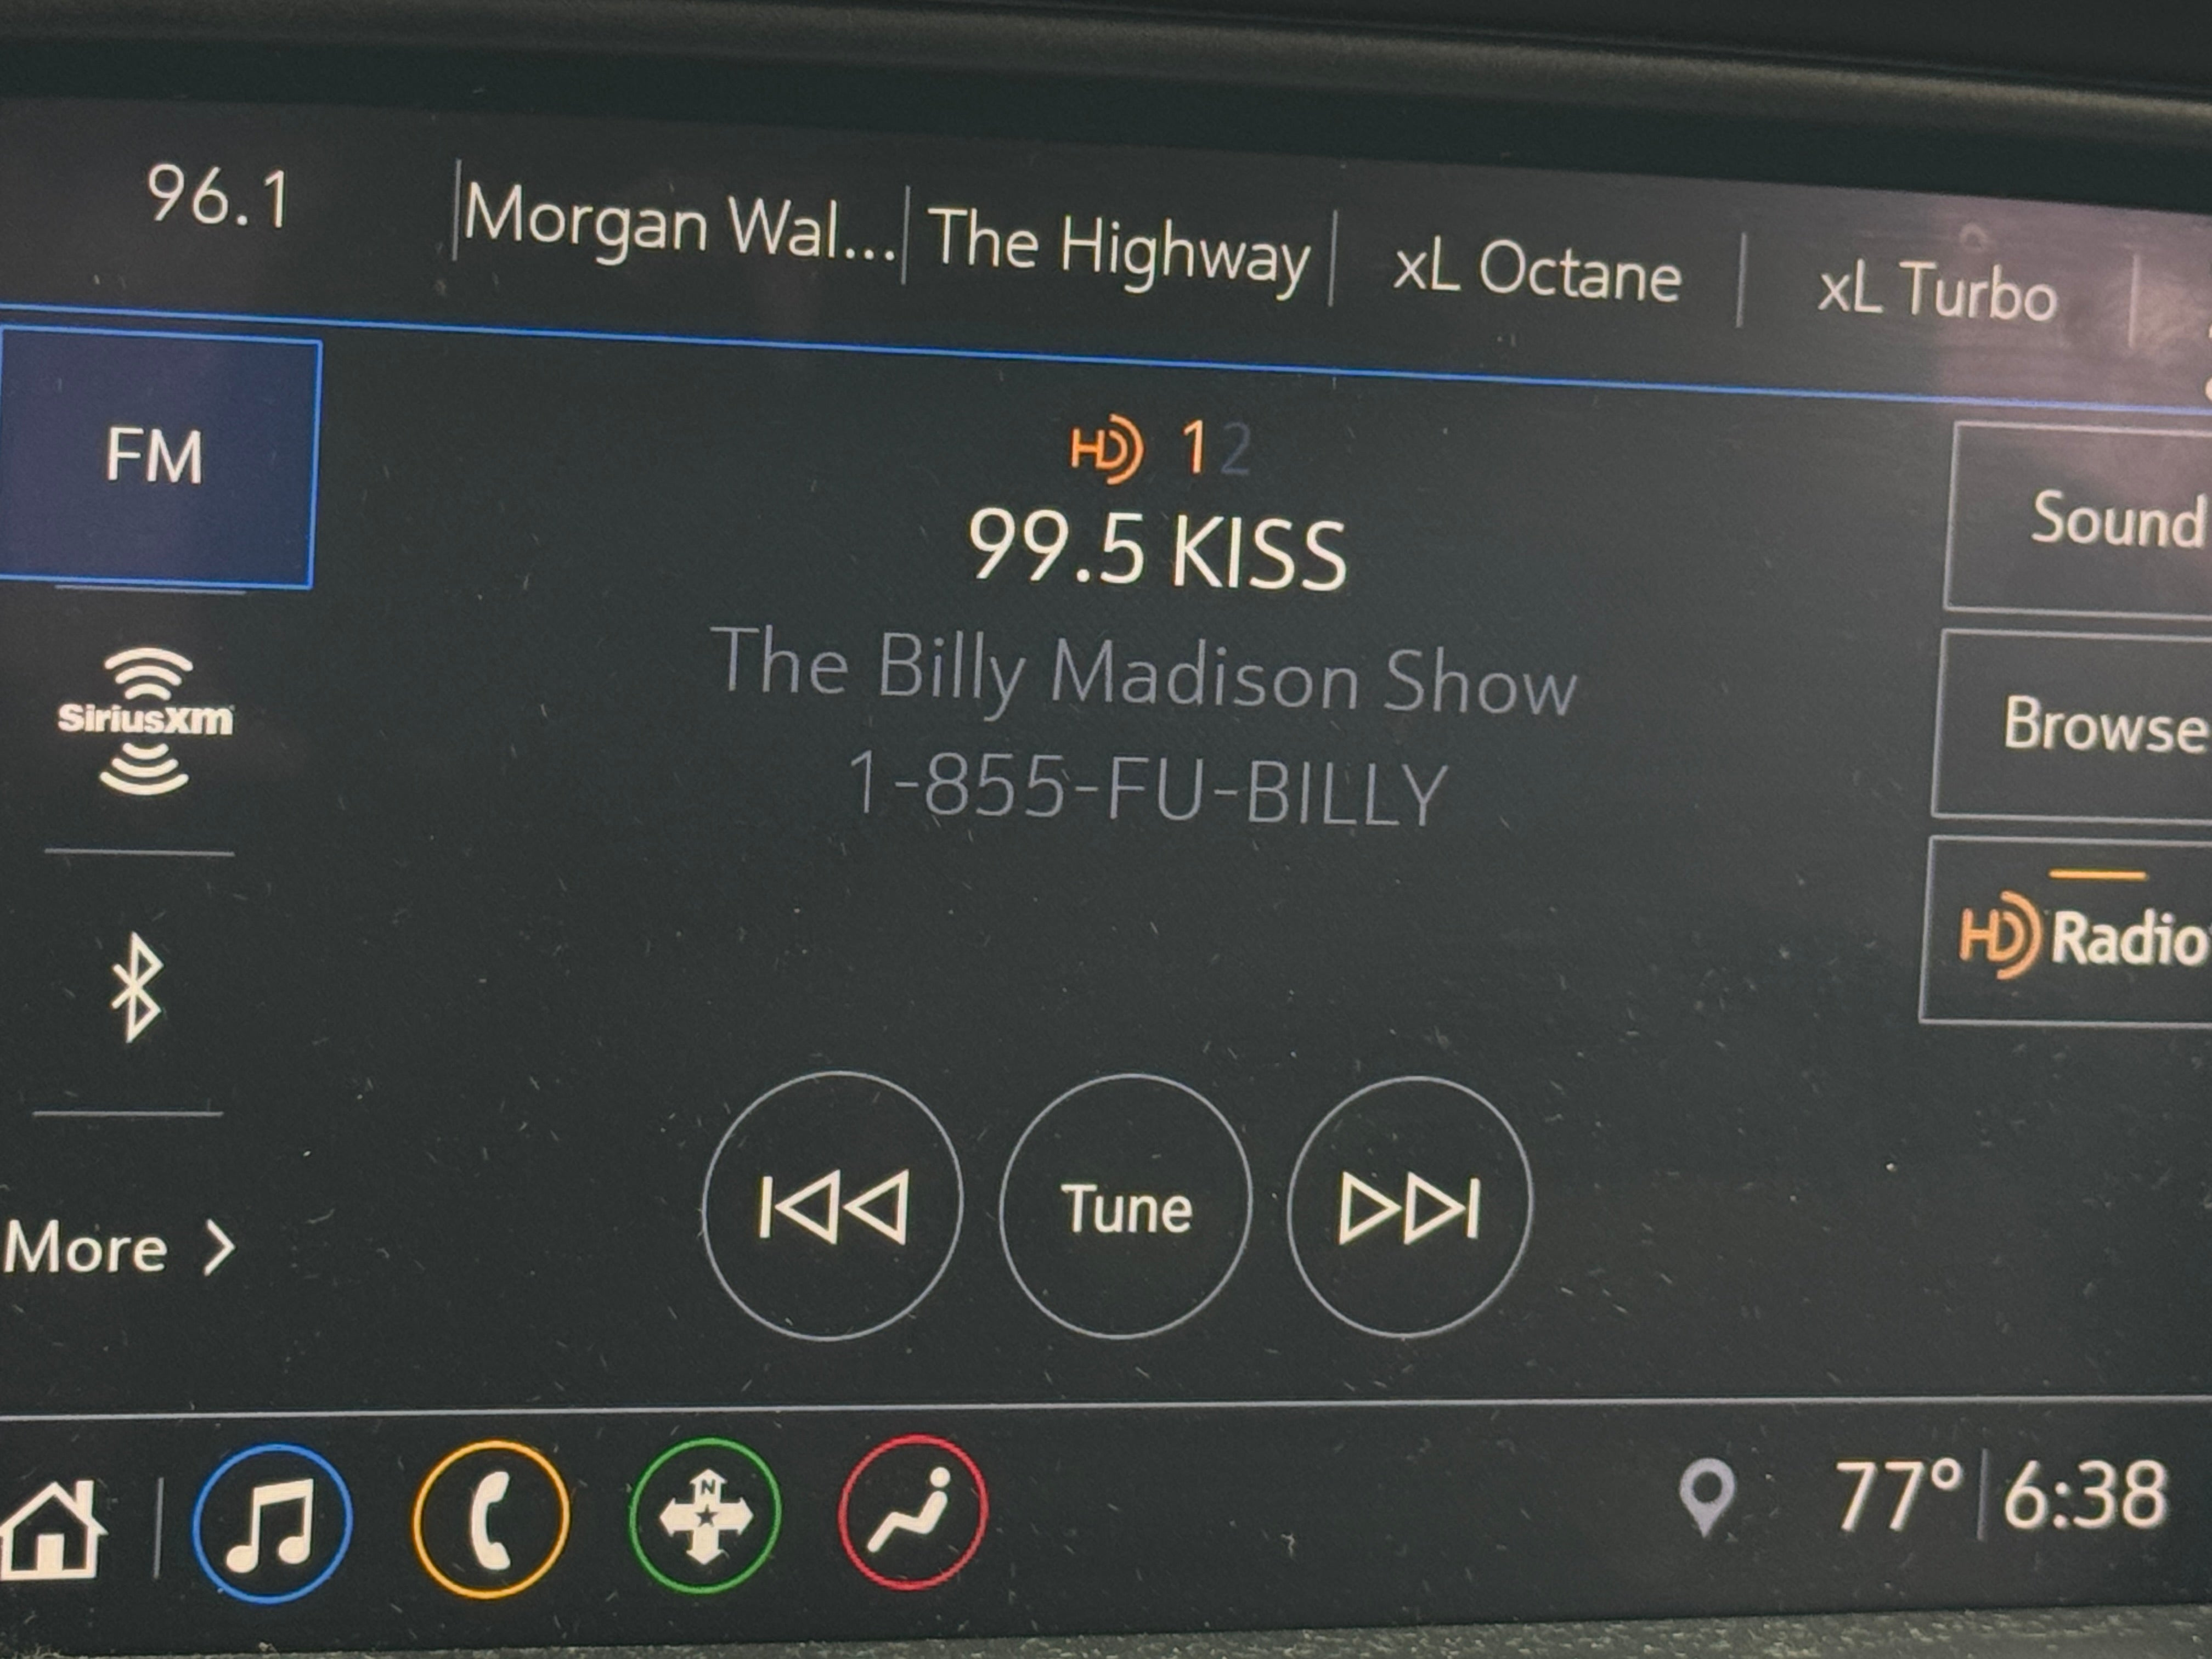 96.1 Morgan Wal... The Highway xL Octane xL Turbo
FM
HD 1 2
99.5 KISS
The Billy Madison Show
1-855-FU-BILLY
Sound
Browse
HD Radio
SiriusXM
More >
Tune
N
77° 6:38